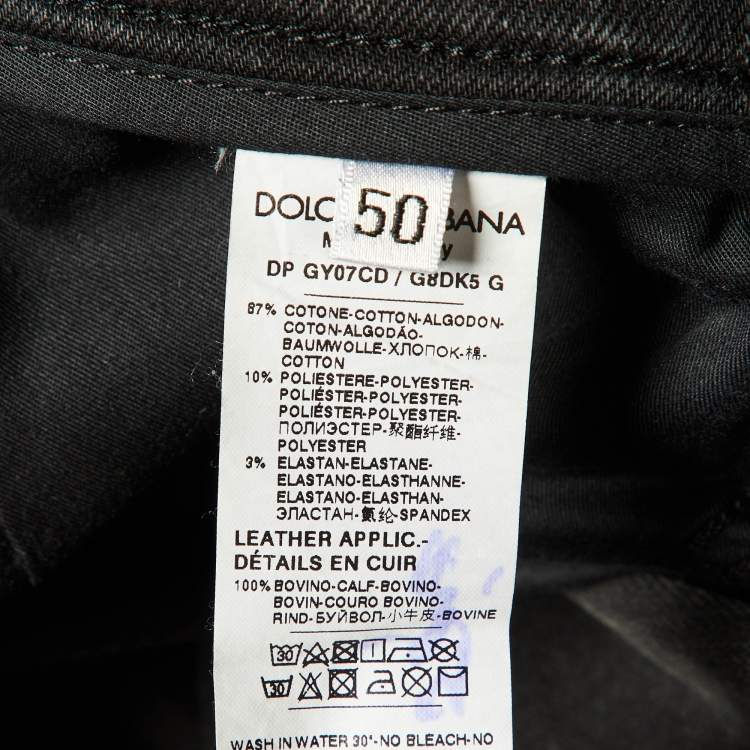 50
DOLC BANA
M y
DP GY07CD / G8DK5 G
87% COTONE-COTTON-ALGODON-
COTON-ALGODÃO-
BAUMWOLLE-ХЛОПОК-棉-
COTTON
10% POLIESTERE-POLYESTER-
POLIÉSTER-POLYESTER-
POLIÉSTER-POLYESTER-
ПОЛИЭСТЕР-聚酯纤维-
POLYESTER
3% ELASTAN-ELASTANE-
ELASTANO-ELASTHANNE-
ELASTANO-ELASTHAN-
ЭЛАСТАН-氨纶-SPANDEX
LEATHER APPLIC.-
DÉTAILS EN CUIR
100% BOVINO-CALF-BOVINO-
BOVIN-COURO BOVINO-
RIND-БУЙВОЛ-小牛皮-BOVINE
30
30
WASH IN WATER 30°-NO BLEACH-NO